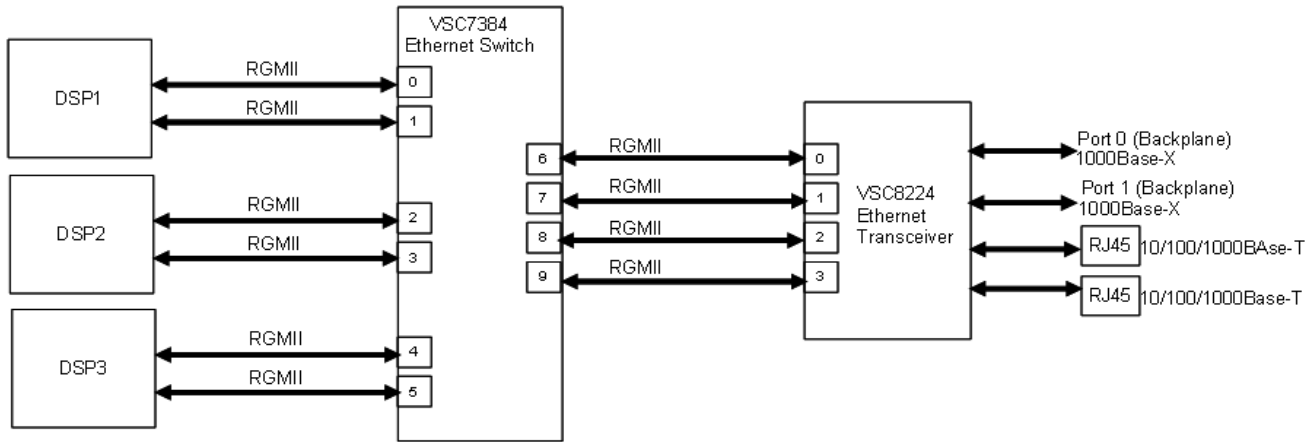 VSC7384
Ethernet Switch
DSP1
RGMII
0
RGMII
1
DSP2
RGMII
2
RGMII
3
DSP3
RGMII
4
RGMII
5
6
RGMII
0
7
RGMII
1
8
RGMII
2
9
RGMII
3
VSC8224
Ethernet
Transceiver
Port 0 (Backplane)
1000Base-X
Port 1 (Backplane)
1000Base-X
RJ45 10/100/1000BAse-T
RJ45 10/100/1000Base-T